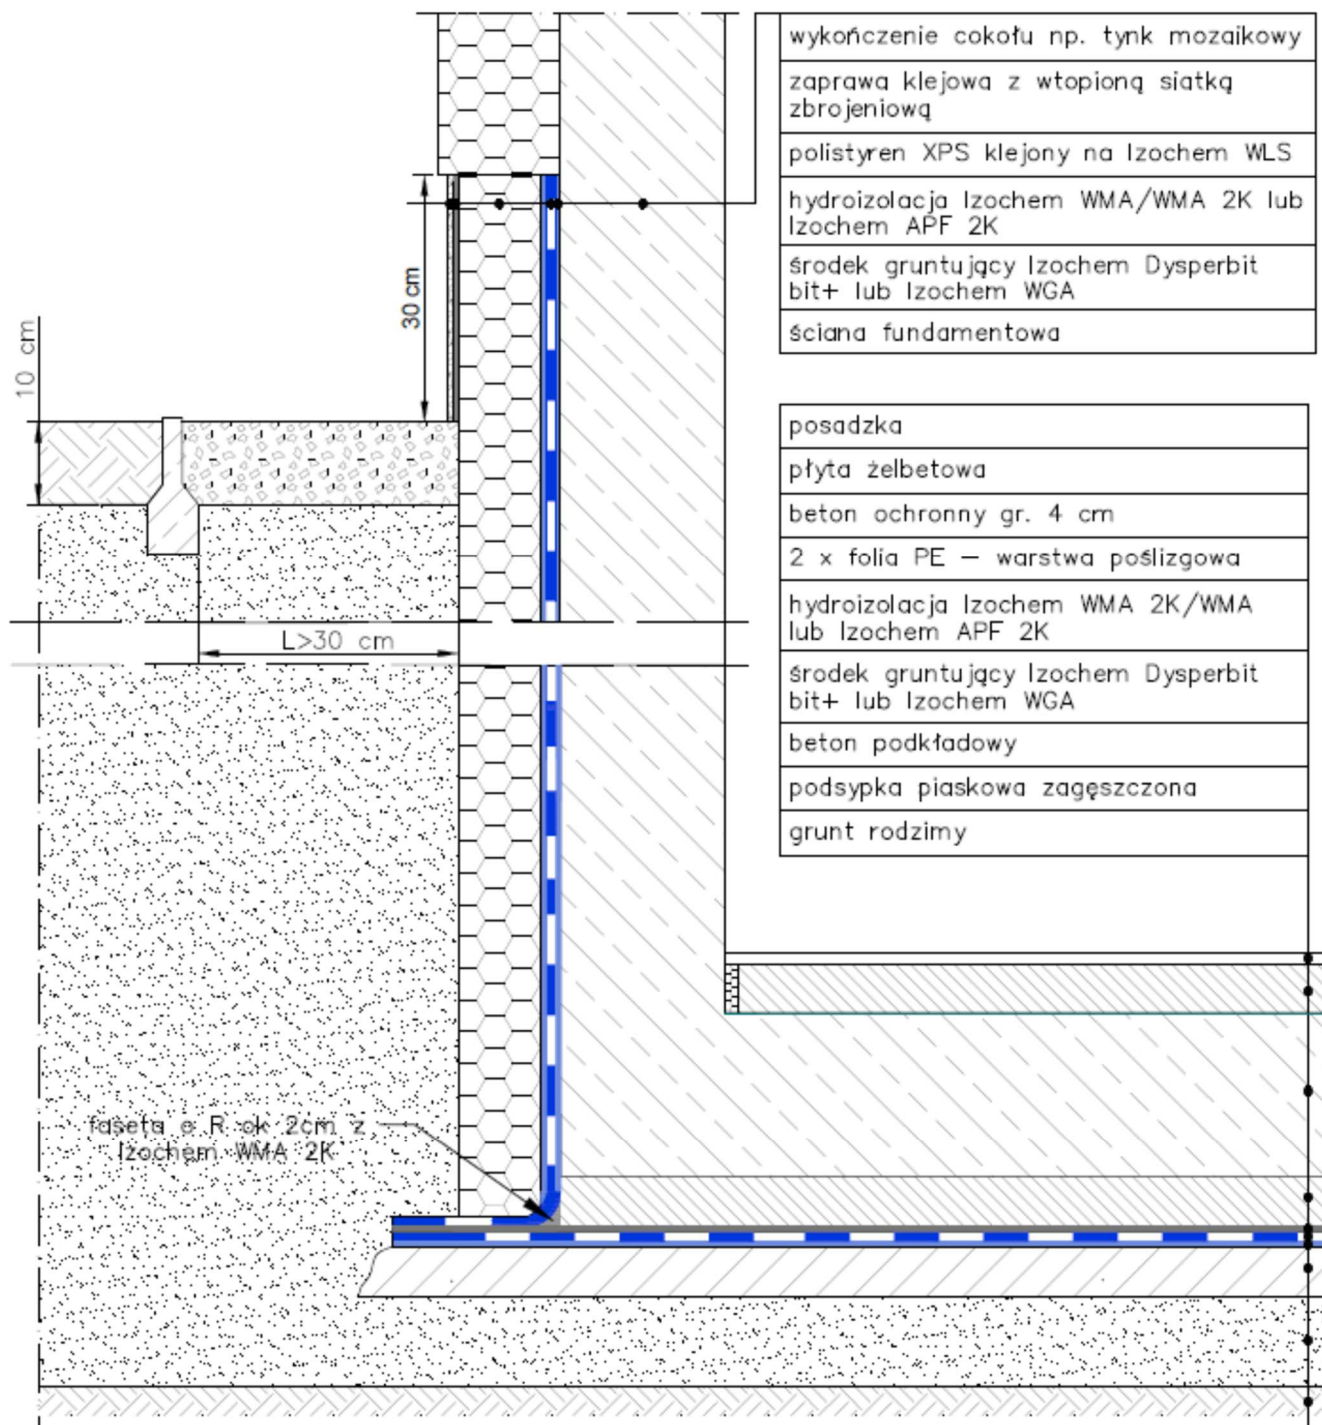 wykończenie cokołu np. tynk mozaikowy
zaprawa klejowa z wtopioną siatką
zbrojeniową
polistyren XPS klejony na Izochem WLS
hydroizolacja Izochem WMA/WMA 2K lub
Izochem APF 2K
środek gruntujący Izochem Dysperbit
bit+ lub Izochem WGA
ściana fundamentowa
30 cm
10 cm
posadzka
płyta żelbetowa
beton ochronny gr. 4 cm
2 x folia PE – warstwa poślizgowa
hydroizolacja Izochem WMA 2K/WMA
lub Izochem APF 2K
środek gruntujący Izochem Dysperbit
bit+ lub Izochem WGA
beton podkładowy
podsypka piaskowa zagęszczona
grunt rodzimy
L>30 cm
faseta o R ok 2cm z
Izochem WMA 2K